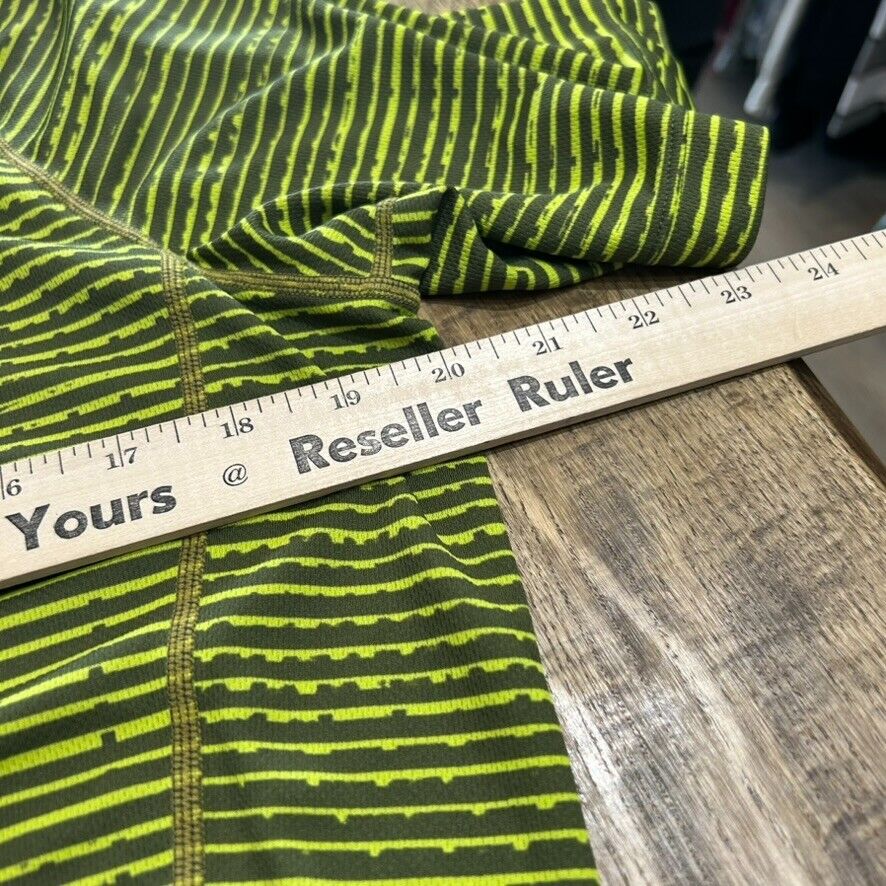 6 17 18 19 20 21 22 23 24
Yours @ Reseller Ruler